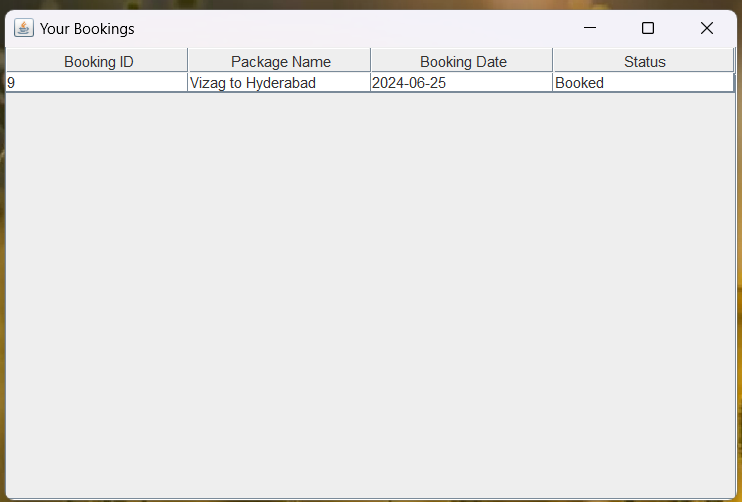 Your Bookings
Booking ID Package Name Booking Date Status
9 Vizag to Hyderabad 2024-06-25 Booked